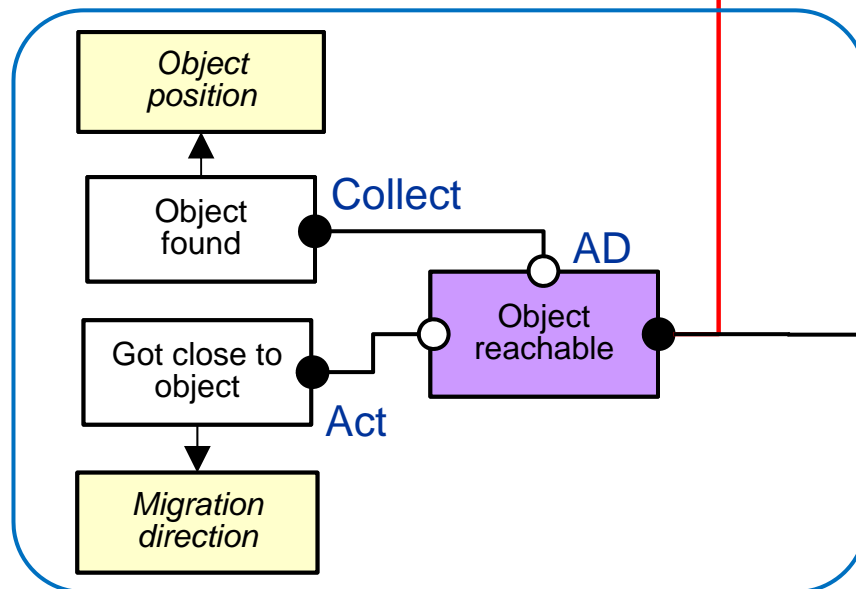 Object
position
Object
found
Collect
AD
Object
reachable
Got close to
object
Act
Migration
direction